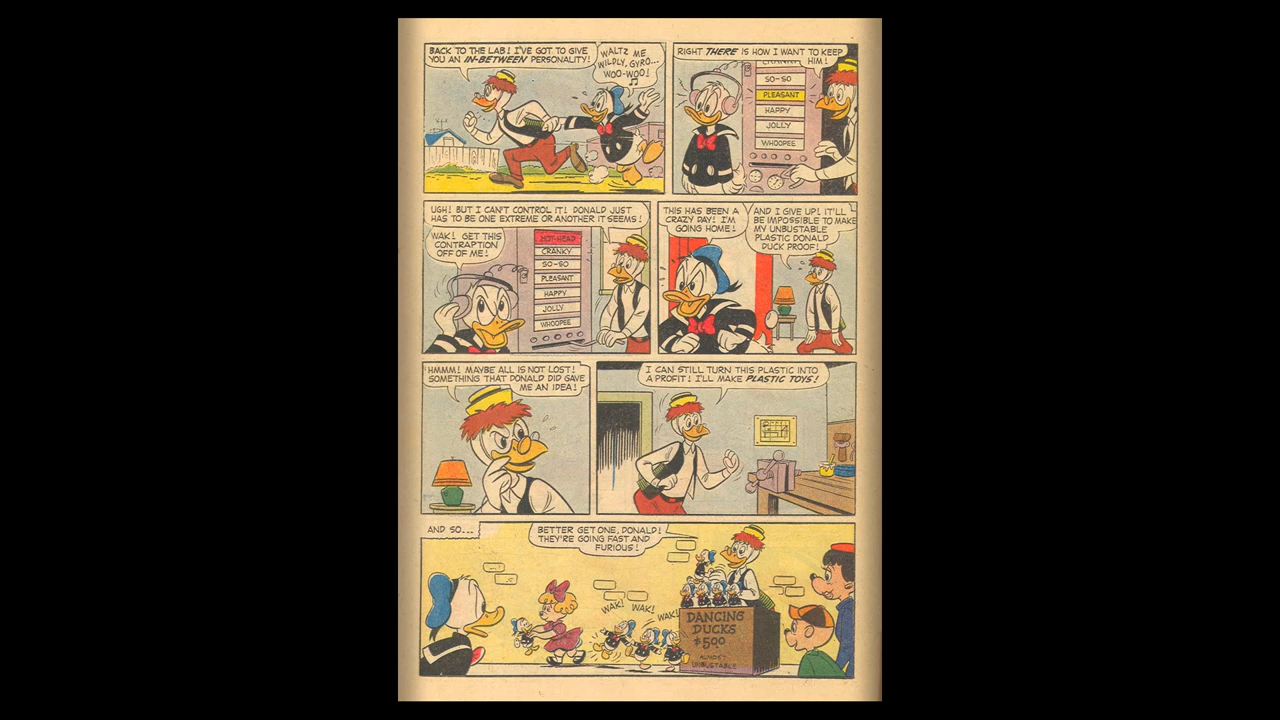 BACK TO THE LAB! I'VE GOT TO GIVE
YOU AN IN-BETWEEN PERSONALITY!
WALTZ ME
WILDLY, GYRO...
WOO-WOO!
RIGHT THERE IS HOW I WANT TO KEEP
HIM!
CRANKY
SO-SO
PLEASANT
HAPPY
JOLLY
WHOOPEE
UGH! BUT I CAN'T CONTROL IT! DONALD JUST
HAS TO BE ONE EXTREME OR ANOTHER IT SEEMS!
WAK! GET THIS
CONTRAPTION
OFF OF ME!
HOT-HEAD
CRANKY
SO-SO
PLEASANT
HAPPY
JOLLY
WHOOPEE
THIS HAS BEEN A
CRAZY DAY! I'M
GOING HOME!
AND I GIVE UP! IT'LL
BE IMPOSSIBLE TO MAKE
MY UNBUSTABLE
PLASTIC DONALD
DUCK PROOF!
HMMM! MAYBE ALL IS NOT LOST!
SOMETHING THAT DONALD DID GAVE
ME AN IDEA!
I CAN STILL TURN THIS PLASTIC INTO
A PROFIT! I'LL MAKE PLASTIC TOYS!
AND SO...
BETTER GET ONE, DONALD!
THEY'RE GOING FAST AND
FURIOUS!
WAK!
WAK!
WAK!
DANCING
DUCKS
$5.00
ALMOST
UNBUSTABLE